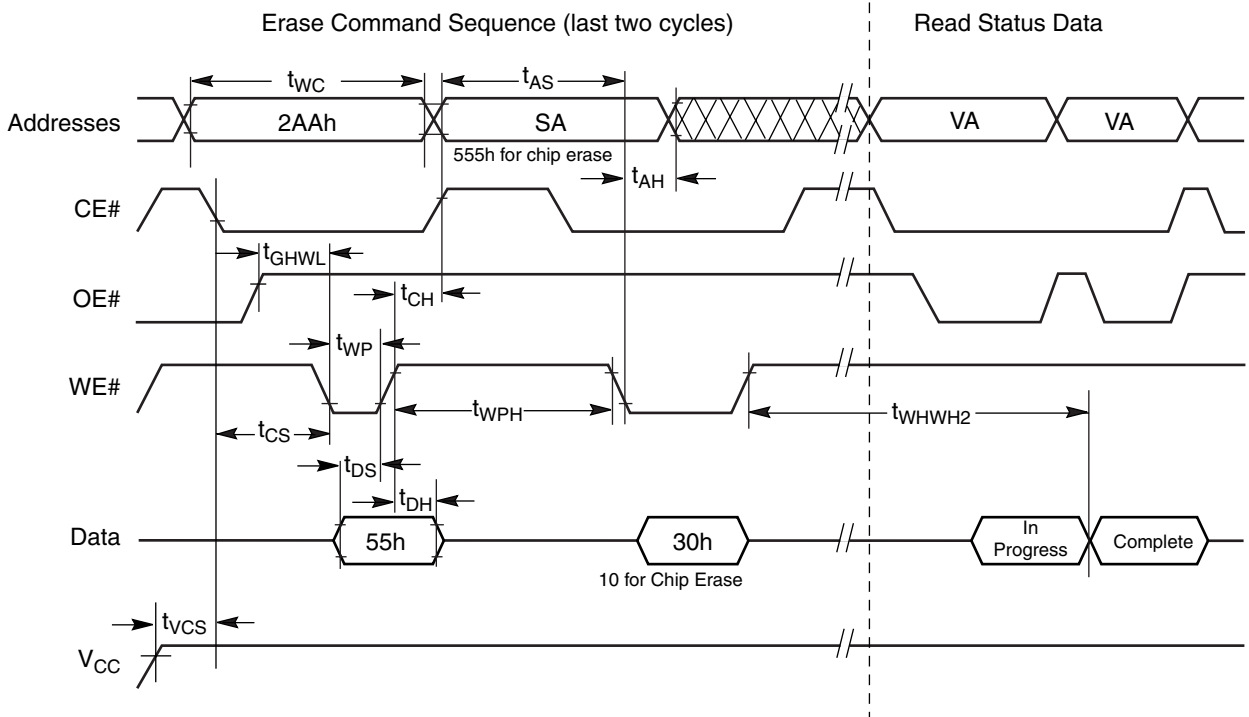 Erase Command Sequence (last two cycles)
Read Status Data
tWC
tAS
Addresses
2AAh
SA
VA
VA
555h for chip erase
tAH
CE#
tGHWL
OE#
tCH
tWP
WE#
tWPH
tWHWH2
tCS
tDS
tDH
Data
55h
30h
In
Progress
Complete
10 for Chip Erase
tVCS
VCC